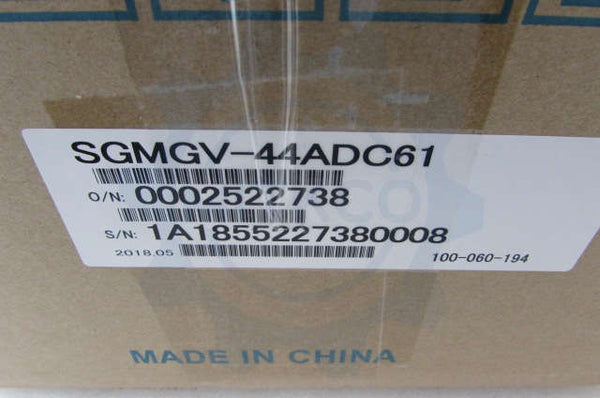 SGMGV-44ADC61
O/N: 0002522738
S/N: 1A1855227380008
2018.05
100-060-194
MADE IN CHINA